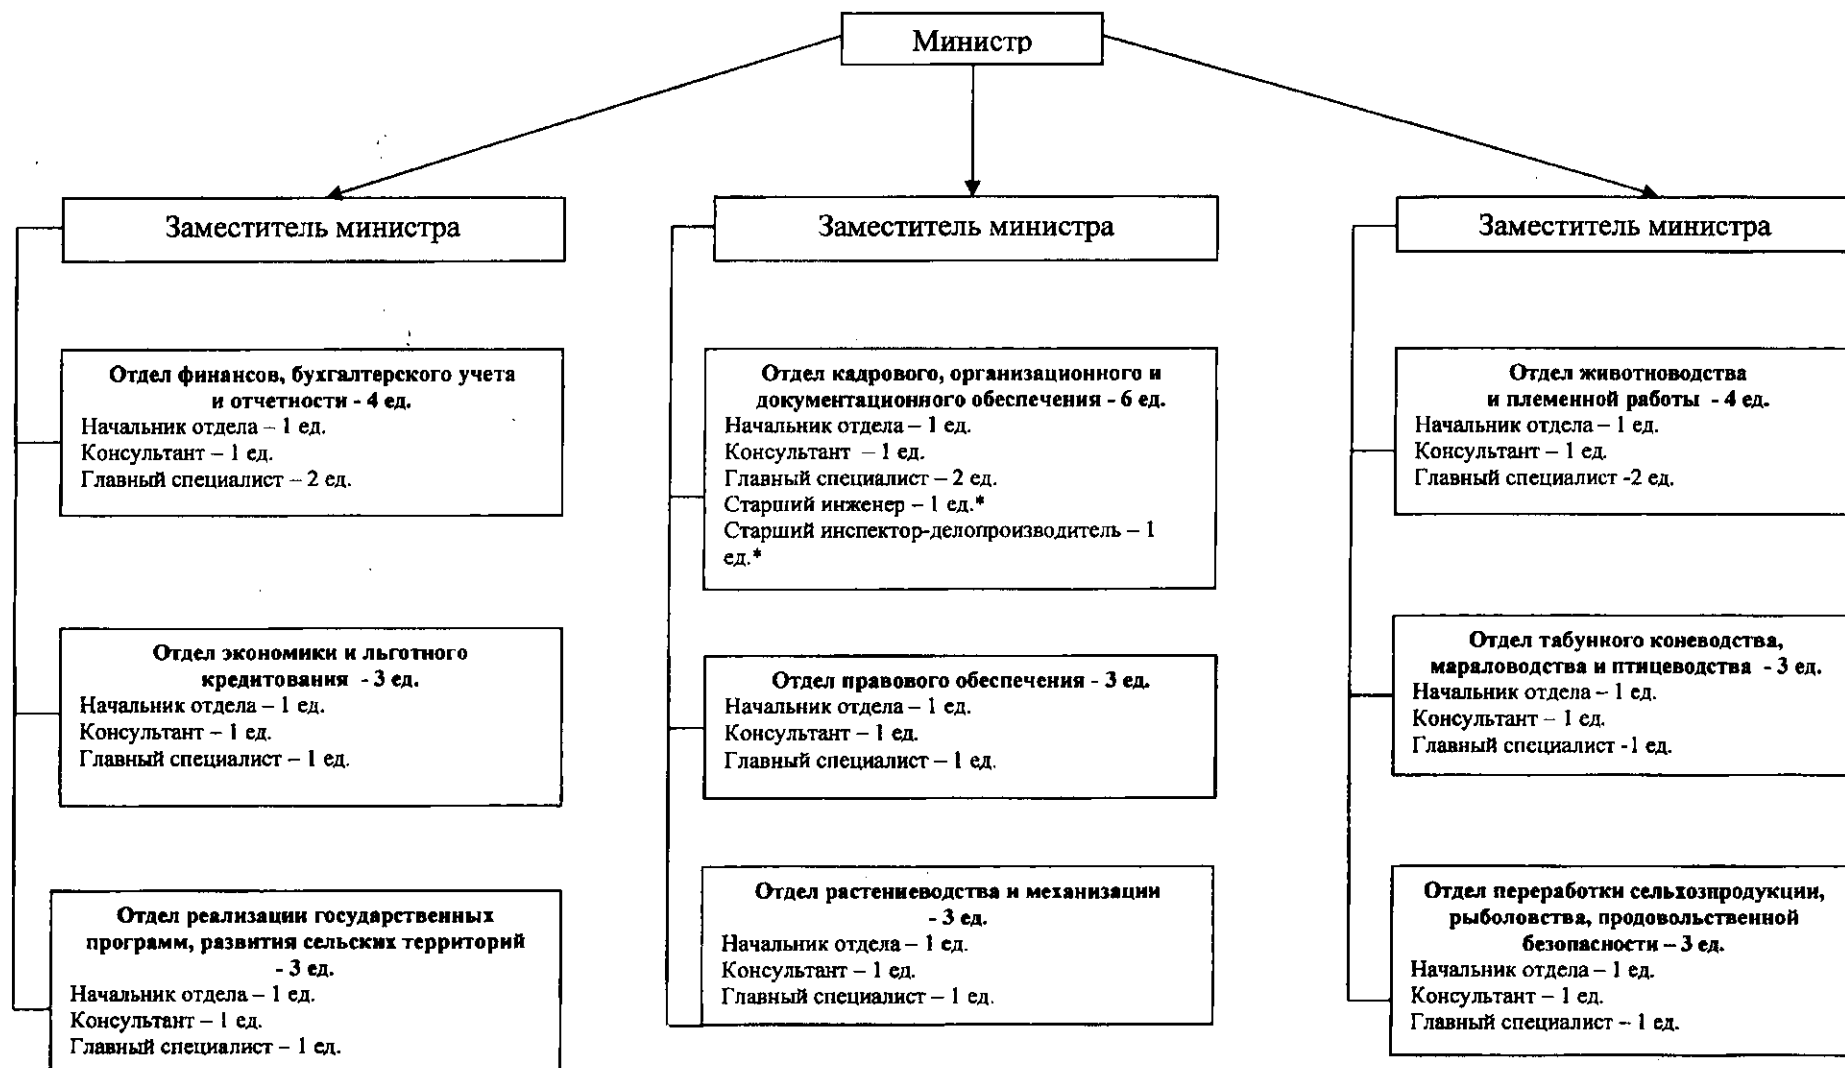 Министр
Заместитель министра
Заместитель министра
Заместитель министра
Отдел финансов, бухгалтерского учета
и отчетности - 4 ед.
Начальник отдела – 1 ед.
Консультант – 1 ед.
Главный специалист – 2 ед.
Отдел кадрового, организационного и
документационного обеспечения - 6 ед.
Начальник отдела – 1 ед.
Консультант – 1 ед.
Главный специалист – 2 ед.
Старший инженер – 1 ед.*
Старший инспектор-делопроизводитель – 1
ед.*
Отдел животноводства
и племенной работы - 4 ед.
Начальник отдела – 1 ед.
Консультант – 1 ед.
Главный специалист -2 ед.
Отдел экономики и льготного
кредитования - 3 ед.
Начальник отдела – 1 ед.
Консультант – 1 ед.
Главный специалист – 1 ед.
Отдел правового обеспечения - 3 ед.
Начальник отдела – 1 ед.
Консультант – 1 ед.
Главный специалист – 1 ед.
Отдел табунного коневодства,
мараловодства и птицеводства - 3 ед.
Начальник отдела – 1 ед.
Консультант – 1 ед.
Главный специалист -1 ед.
Отдел реализации государственных
программ, развития сельских территорий
- 3 ед.
Начальник отдела – 1 ед.
Консультант – 1 ед.
Главный специалист – 1 ед.
Отдел растениеводства и механизации
- 3 ед.
Начальник отдела – 1 ед.
Консультант – 1 ед.
Главный специалист – 1 ед.
Отдел переработки сельхозпродукции,
рыболовства, продовольственной
безопасности – 3 ед.
Начальник отдела – 1 ед.
Консультант – 1 ед.
Главный специалист – 1 ед.